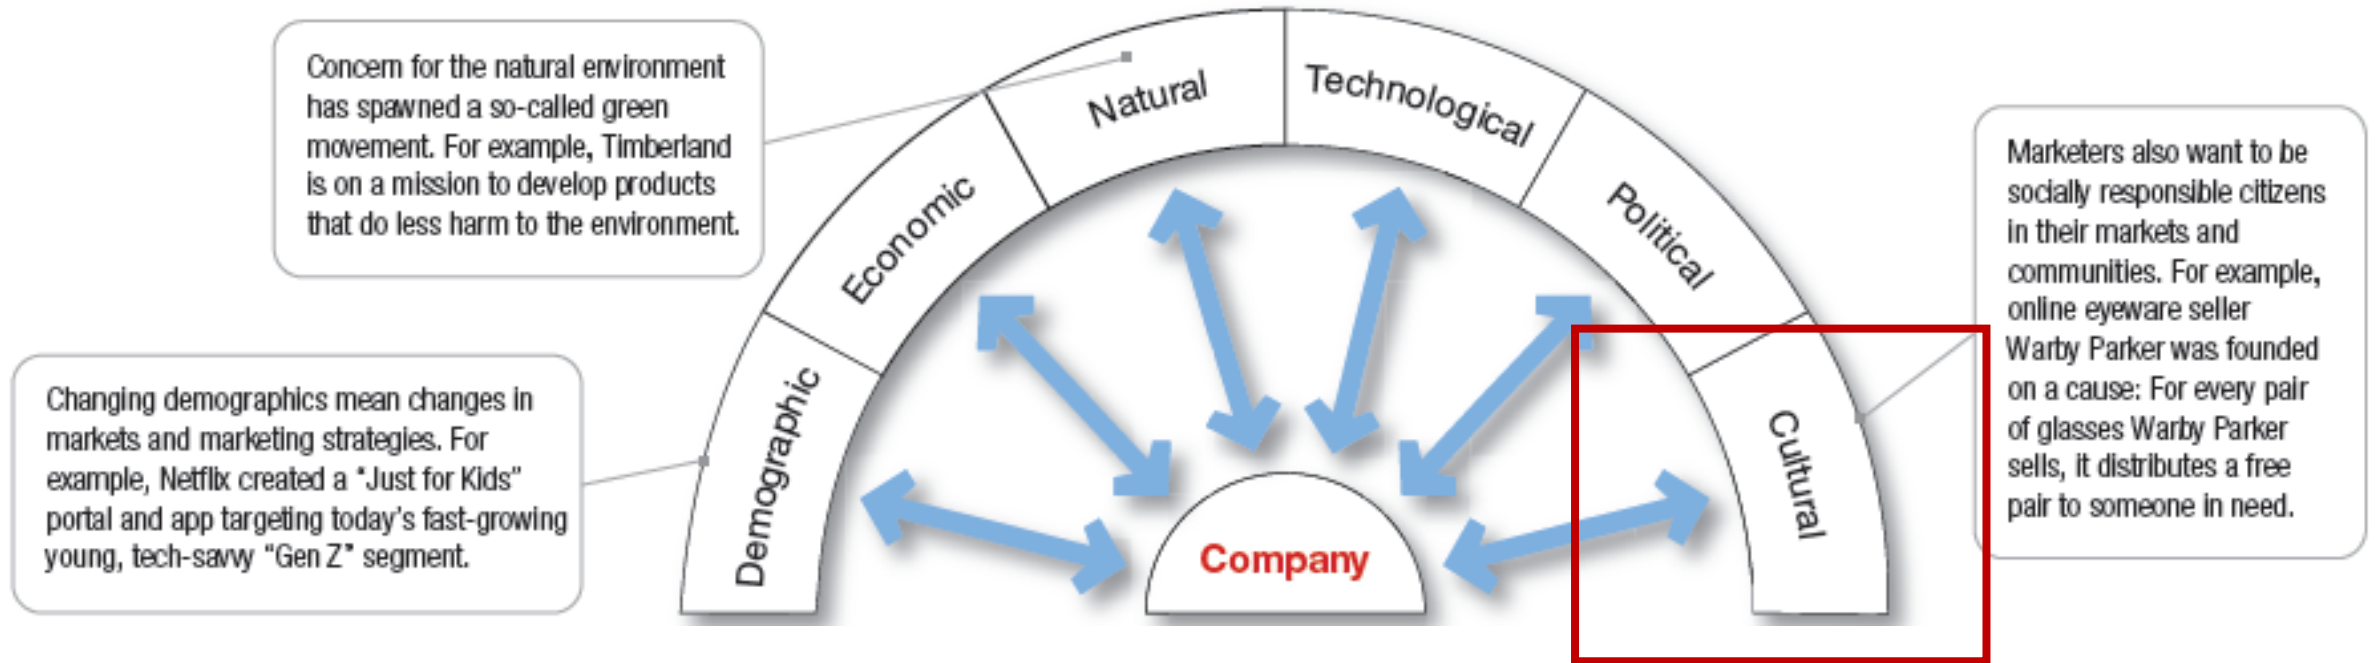 Concern for the natural environment
has spawned a so-called green
movement. For example, Timberland
is on a mission to develop products
that do less harm to the environment.
Changing demographics mean changes in
markets and marketing strategies. For
example, Netflix created a “Just for Kids”
portal and app targeting today’s fast-growing
young, tech-savvy “Gen Z” segment.
Demographic
Economic
Natural
Technological
Political
Cultural
Company
Marketers also want to be
socially responsible citizens
in their markets and
communities. For example,
online eyeware seller
Warby Parker was founded
on a cause: For every pair
of glasses Warby Parker
sells, it distributes a free
pair to someone in need.